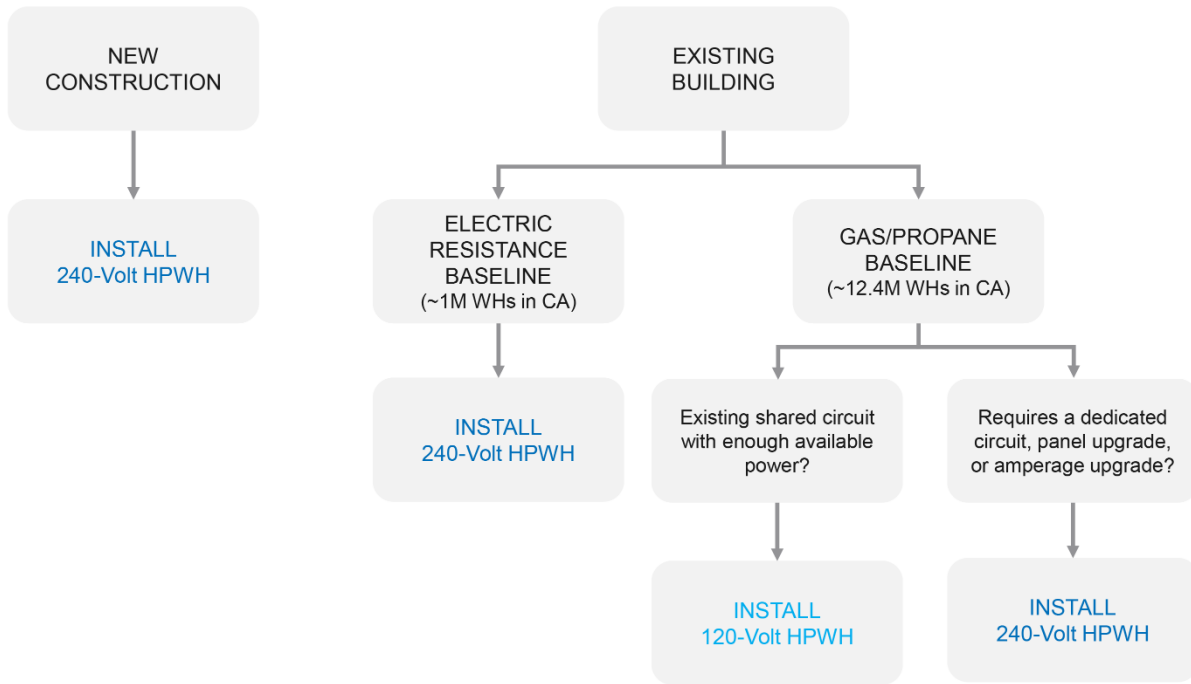 NEW
CONSTRUCTION
EXISTING
BUILDING
INSTALL
240-Volt HPWH
ELECTRIC
RESISTANCE
BASELINE
(~1M WHs in CA)
GAS/PROPANE
BASELINE
(~12.4M WHs in CA)
INSTALL
240-Volt HPWH
Existing shared circuit
with enough available
power?
Requires a dedicated
circuit, panel upgrade,
or amperage upgrade?
INSTALL
120-Volt HPWH
INSTALL
240-Volt HPWH